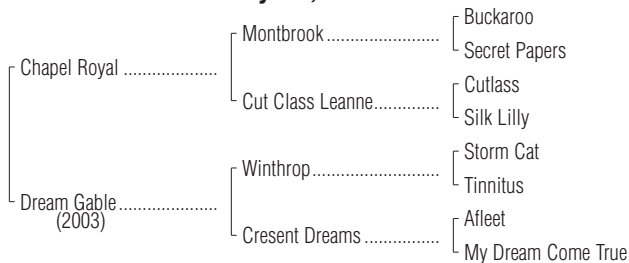 Buckaroo
Montbrook .......................
Secret Papers
Chapel Royal ....................
Cutlass
Cut Class Leanne..............
Silk Lilly
Storm Cat
Winthrop..........................
Tinnitus
Dream Gable.....................
(2003)
Afleet
Cresent Dreams ................
My Dream Come True